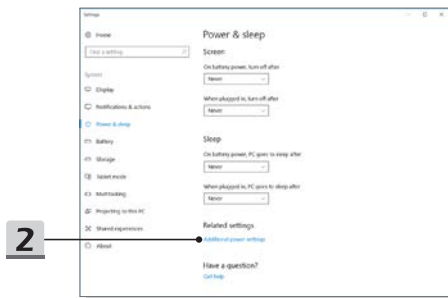 Settings
Home
Find a setting
System
Display
Notifications & actions
Power & sleep
Battery
Storage
Tablet mode
Multitasking
Projecting to this PC
Shared experiences
About
Power & sleep
Screen
On battery power, turn off after
Never
When plugged in, turn off after
Never
Sleep
On battery power, PC goes to sleep after
Never
When plugged in, PC goes to sleep after
Never
Related settings
Additional power settings
Have a question?
Get help
2